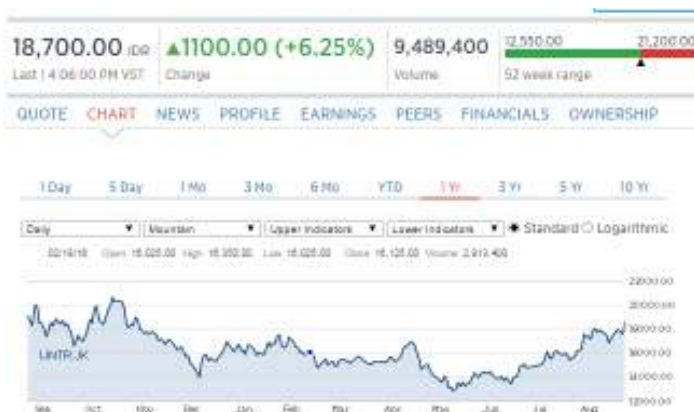 18,700.00 IDR ▲1100.00 (+6.25%) 9,489,400 12,550.00 21,200.00
Last | 4:06:00 PM VST Change Volume 52 week range
QUOTE CHART NEWS PROFILE EARNINGS PEERS FINANCIALS OWNERSHIP
1 Day 5 Day 1 Mo 3 Mo 6 Mo YTD 1 Yr 3 Yr 5 Yr 10 Yr
Daily Mountain Upper Indicators Lower Indicators Standard Logarithmic
Open High Low Close Volume
22000.00
20000.00
18000.00
UNTR.JK 16000.00
14000.00
12000.00
Sep Oct Nov Dec Jan Feb Mar Apr May Jun Jul Aug